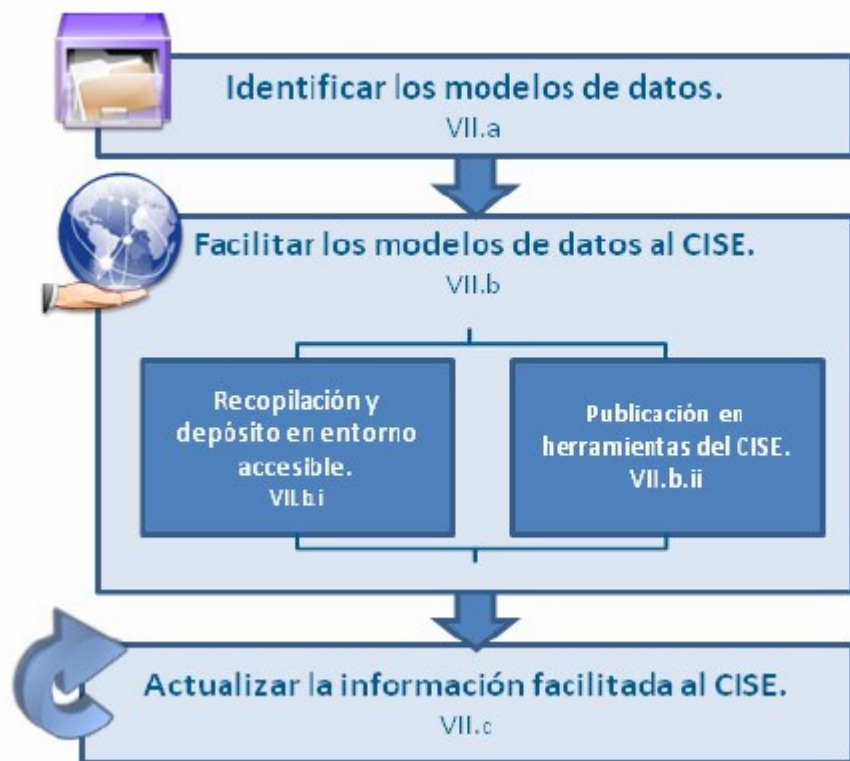 Identificar los modelos de datos.
VII.a
Facilitar los modelos de datos al CISE.
VII.b
Recopilación y
depósito en entorno
accesible.
VII.b.i
Publicación en
herramientas del CISE.
VII.b.ii
Actualizar la información facilitada al CISE.
VII.c